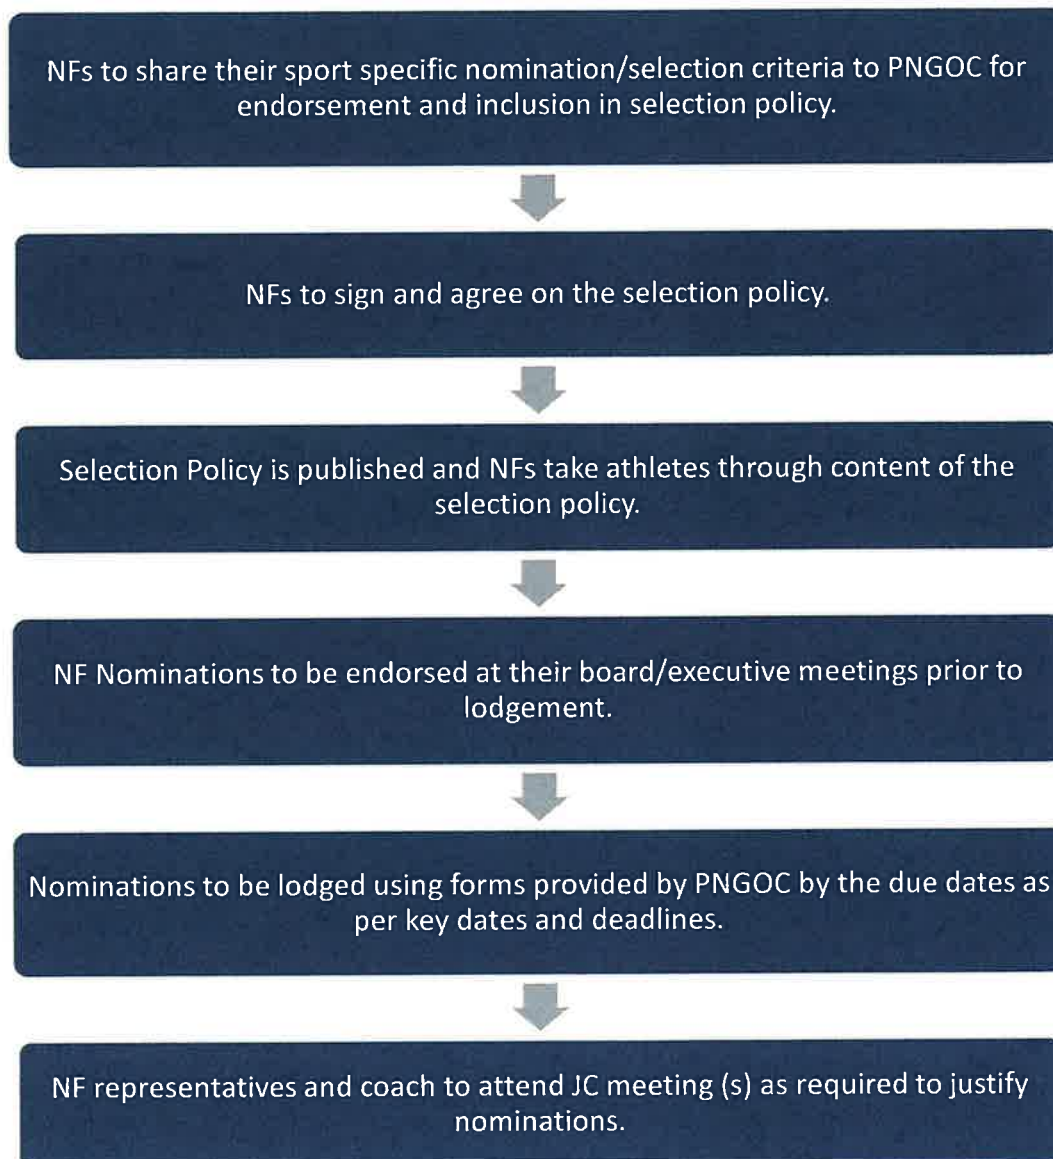 NFs to share their sport specific nomination/selection criteria to PNGOC for
endorsement and inclusion in selection policy.
NFs to sign and agree on the selection policy.
Selection Policy is published and NFs take athletes through content of the
selection policy.
NF Nominations to be endorsed at their board/executive meetings prior to
lodgement.
Nominations to be lodged using forms provided by PNGOC by the due dates as
per key dates and deadlines.
NF representatives and coach to attend JC meeting (s) as required to justify
nominations.